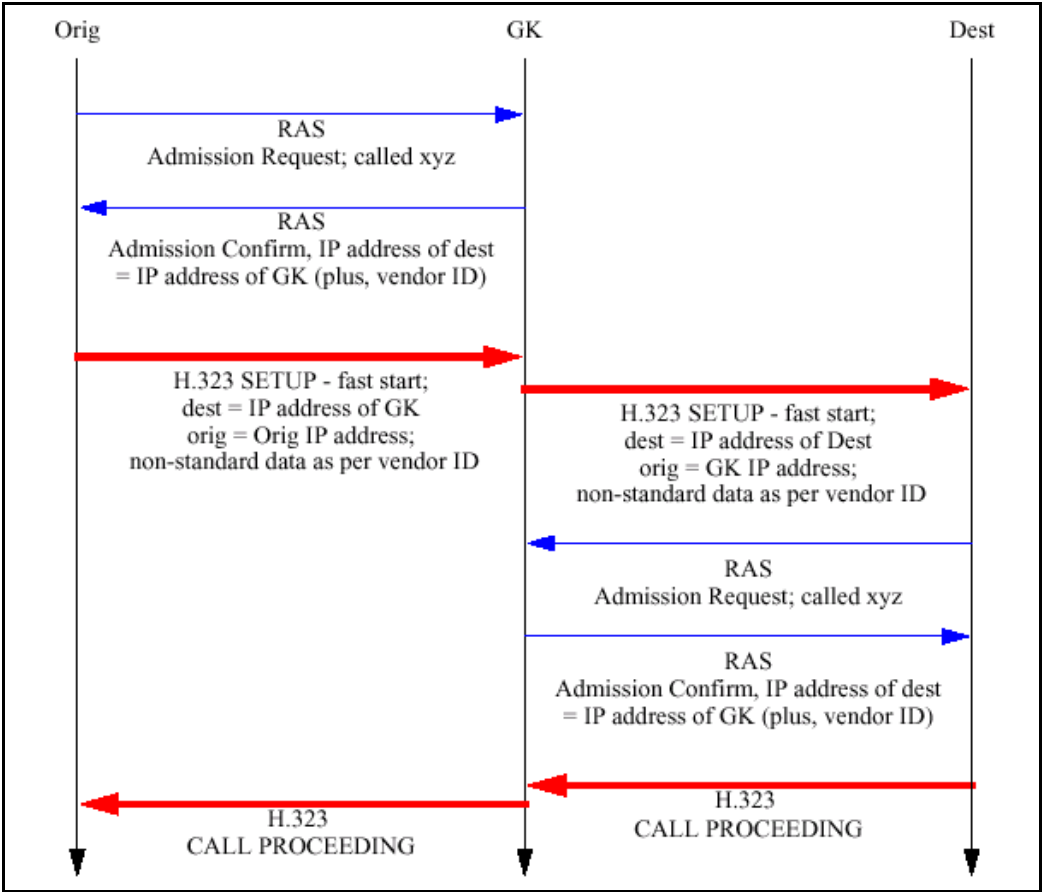 Orig
GK
Dest
RAS
Admission Request; called xyz
RAS
Admission Confirm, IP address of dest
= IP address of GK (plus, vendor ID)
H.323 SETUP - fast start;
dest = IP address of GK
orig = Orig IP address;
non-standard data as per vendor ID
H.323 SETUP - fast start;
dest = IP address of Dest
orig = GK IP address;
non-standard data as per vendor ID
RAS
Admission Request; called xyz
RAS
Admission Confirm, IP address of dest
= IP address of GK (plus, vendor ID)
H.323
CALL PROCEEDING
H.323
CALL PROCEEDING